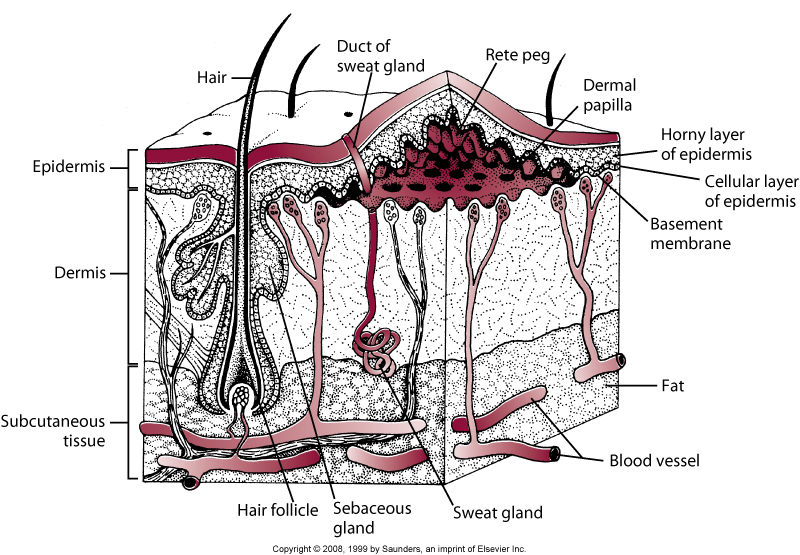 Hair
Duct of
sweat gland
Rete peg
Dermal
papilla
Horny layer
of epidermis
Cellular layer
of epidermis
Basement
membrane
Epidermis
Dermis
Subcutaneous
tissue
Fat
Blood vessel
Hair follicle
Sebaceous
gland
Sweat gland
Copyright © 2008, 1999 by Saunders, an imprint of Elsevier Inc.